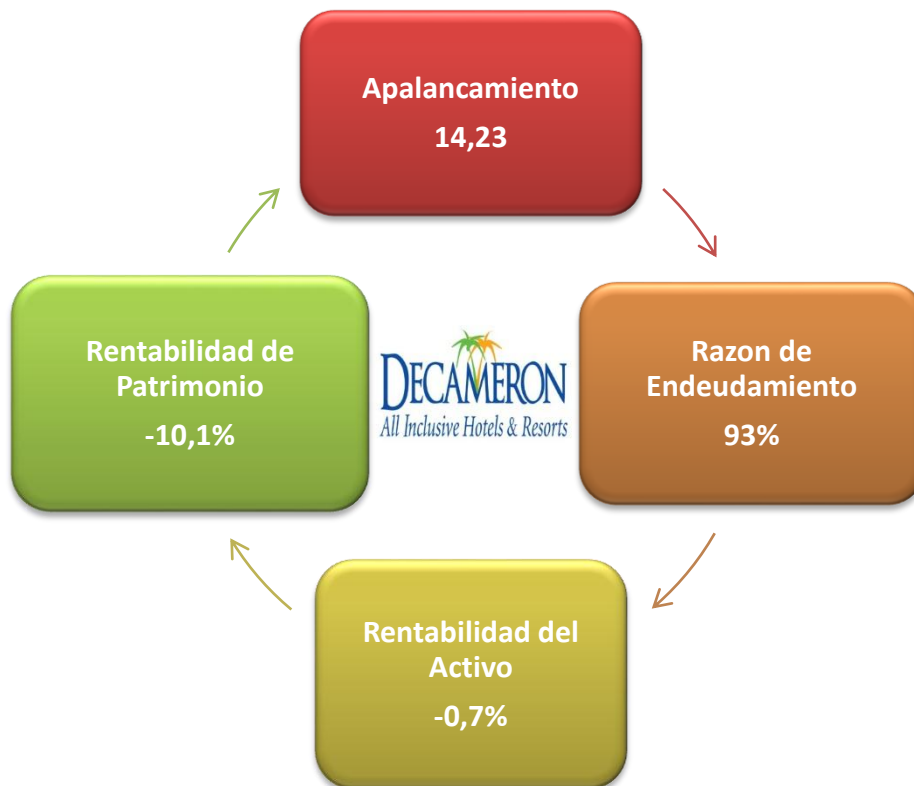 Apalancamiento
14,23
Rentabilidad de
Patrimonio
-10,1%
DECAMERON
All Inclusive Hotels & Resorts
Razon de
Endeudamiento
93%
Rentabilidad del
Activo
-0,7%